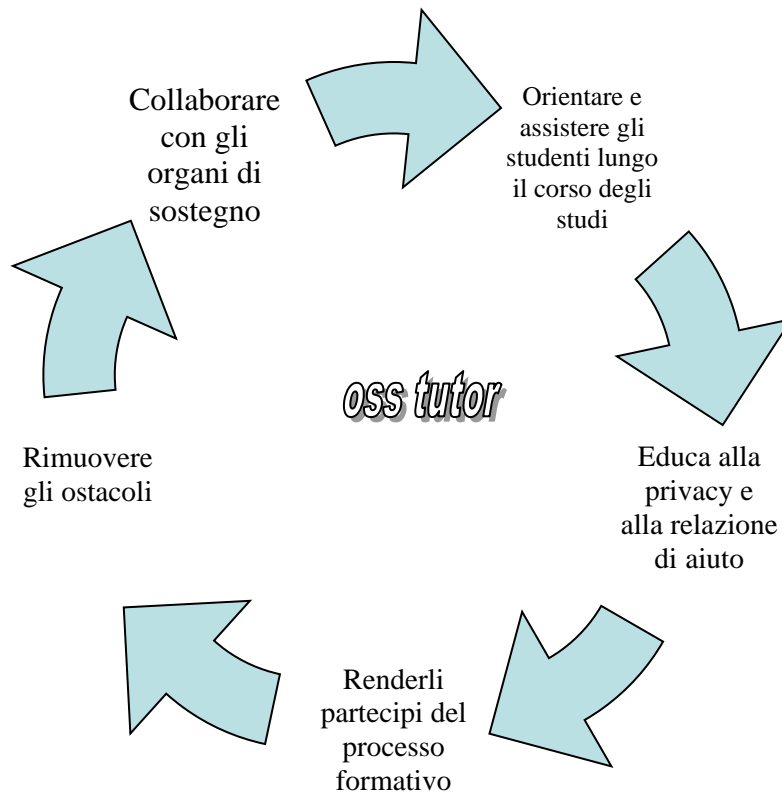 Collaborare
con gli
organi di
sostegno
Orientare e
assistere gli
studenti lungo
il corso degli
studi
oss tutor
Educa alla
privacy e
alla relazione
di aiuto
Renderli
partecipi del
processo
formativo
Rimuovere
gli ostacoli